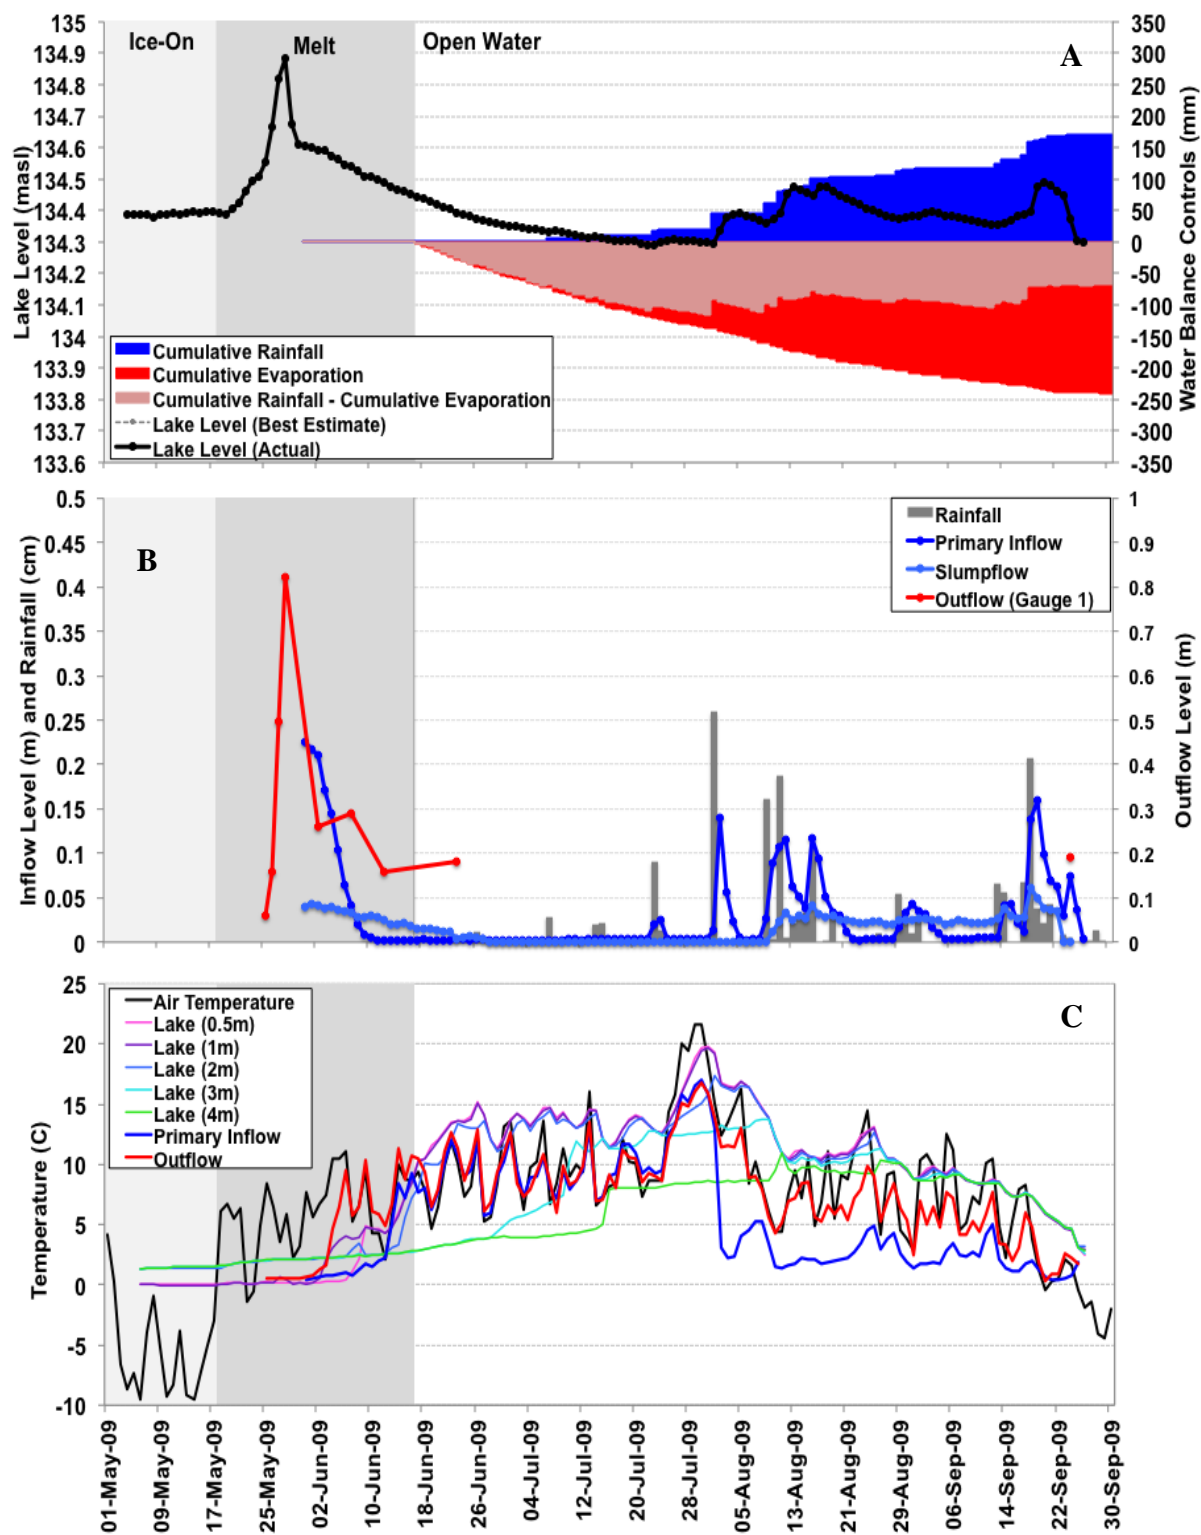 Ice-On
Melt
Open Water
A
135
134.9
134.8
134.7
134.6
134.5
134.4
134.3
134.2
134.1
134
133.9
133.8
133.7
133.6
Lake Level (masl)
350
300
250
200
150
100
50
0
-50
-100
-150
-200
-250
-300
-350
Water Balance Controls (mm)
Cumulative Rainfall
Cumulative Evaporation
Cumulative Rainfall - Cumulative Evaporation
Lake Level (Best Estimate)
Lake Level (Actual)
B
0.5
0.45
0.4
0.35
0.3
0.25
0.2
0.15
0.1
0.05
0
Inflow Level (m) and Rainfall (cm)
1
0.9
0.8
0.7
0.6
0.5
0.4
0.3
0.2
0.1
0
Outflow Level (m)
Rainfall
Primary Inflow
Slumpflow
Outflow (Gauge 1)
C
25
20
15
10
5
0
-5
-10
Temperature (C)
Air Temperature
Lake (0.5m)
Lake (1m)
Lake (2m)
Lake (3m)
Lake (4m)
Primary Inflow
Outflow
01-May-09
09-May-09
17-May-09
25-May-09
02-Jun-09
10-Jun-09
18-Jun-09
26-Jun-09
04-Jul-09
12-Jul-09
20-Jul-09
28-Jul-09
05-Aug-09
13-Aug-09
21-Aug-09
29-Aug-09
06-Sep-09
14-Sep-09
22-Sep-09
30-Sep-09